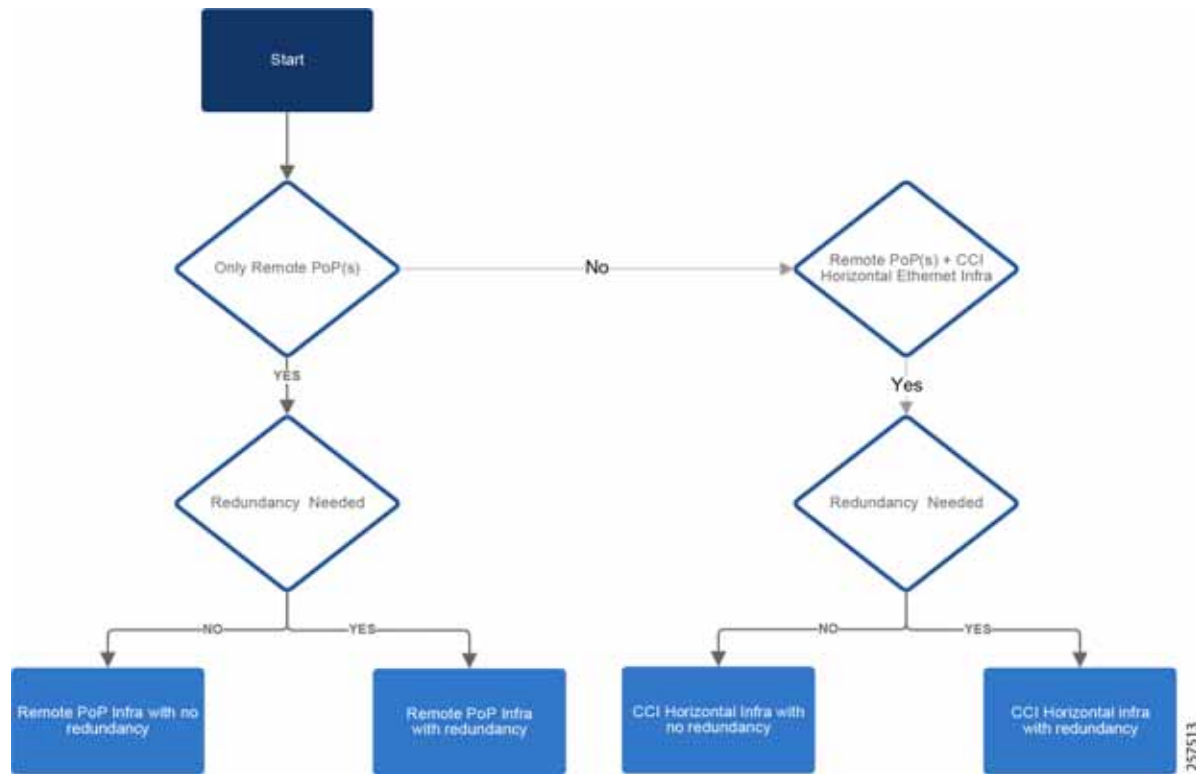 Start
Only Remote PoP(s)
No
Remote PoP(s) + CCI
Horizontal Ethernet Infra
YES
Yes
Redundancy Needed
Redundancy Needed
NO
YES
NO
YES
Remote PoP Infra with no
redundancy
Remote PoP Infra
with redundancy
CCI Horizontal Infra with
no redundancy
CCI Horizontal infra
with redundancy
257513